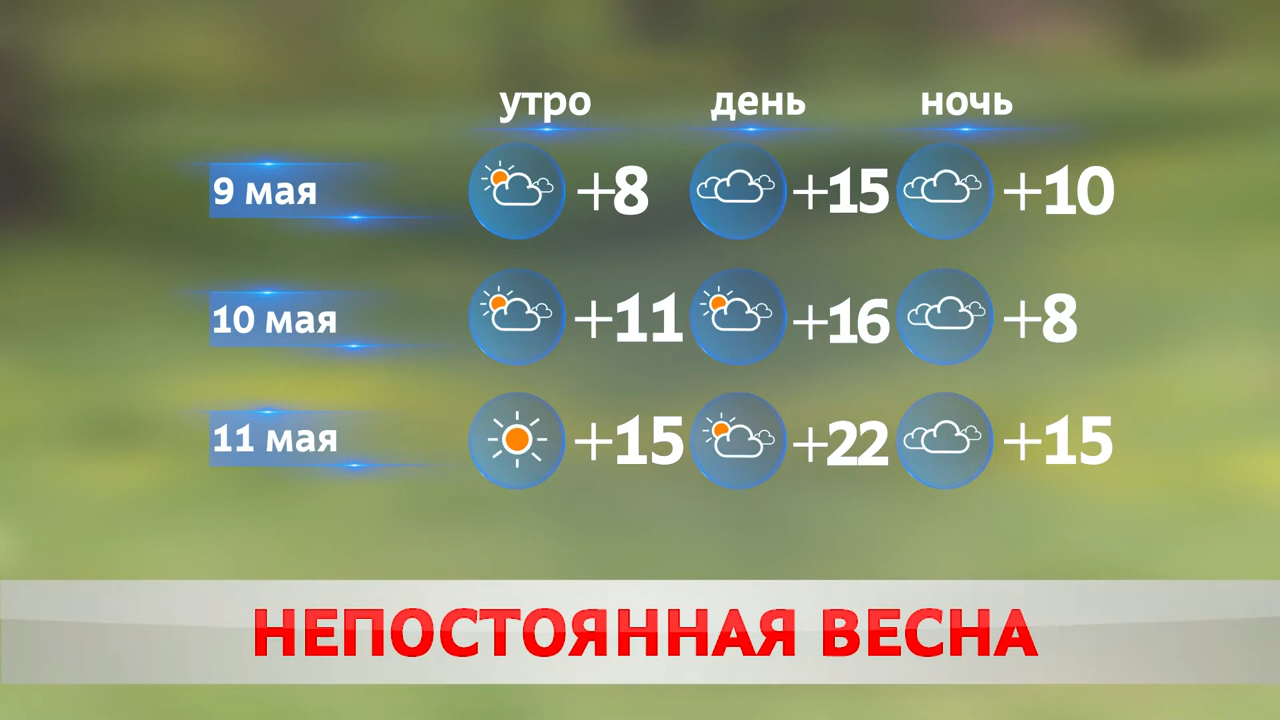 утро день ночь
9 мая +8 +15 +10
10 мая +11 +16 +8
11 мая +15 +22 +15
НЕПОСТОЯННАЯ ВЕСНА